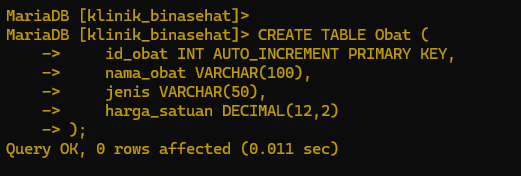 MariaDB [klinik_binasehat]>
MariaDB [klinik_binasehat]> CREATE TABLE Obat (
    ->     id_obat INT AUTO_INCREMENT PRIMARY KEY,
    ->     nama_obat VARCHAR(100),
    ->     jenis VARCHAR(50),
    ->     harga_satuan DECIMAL(12,2)
    -> );
Query OK, 0 rows affected (0.011 sec)